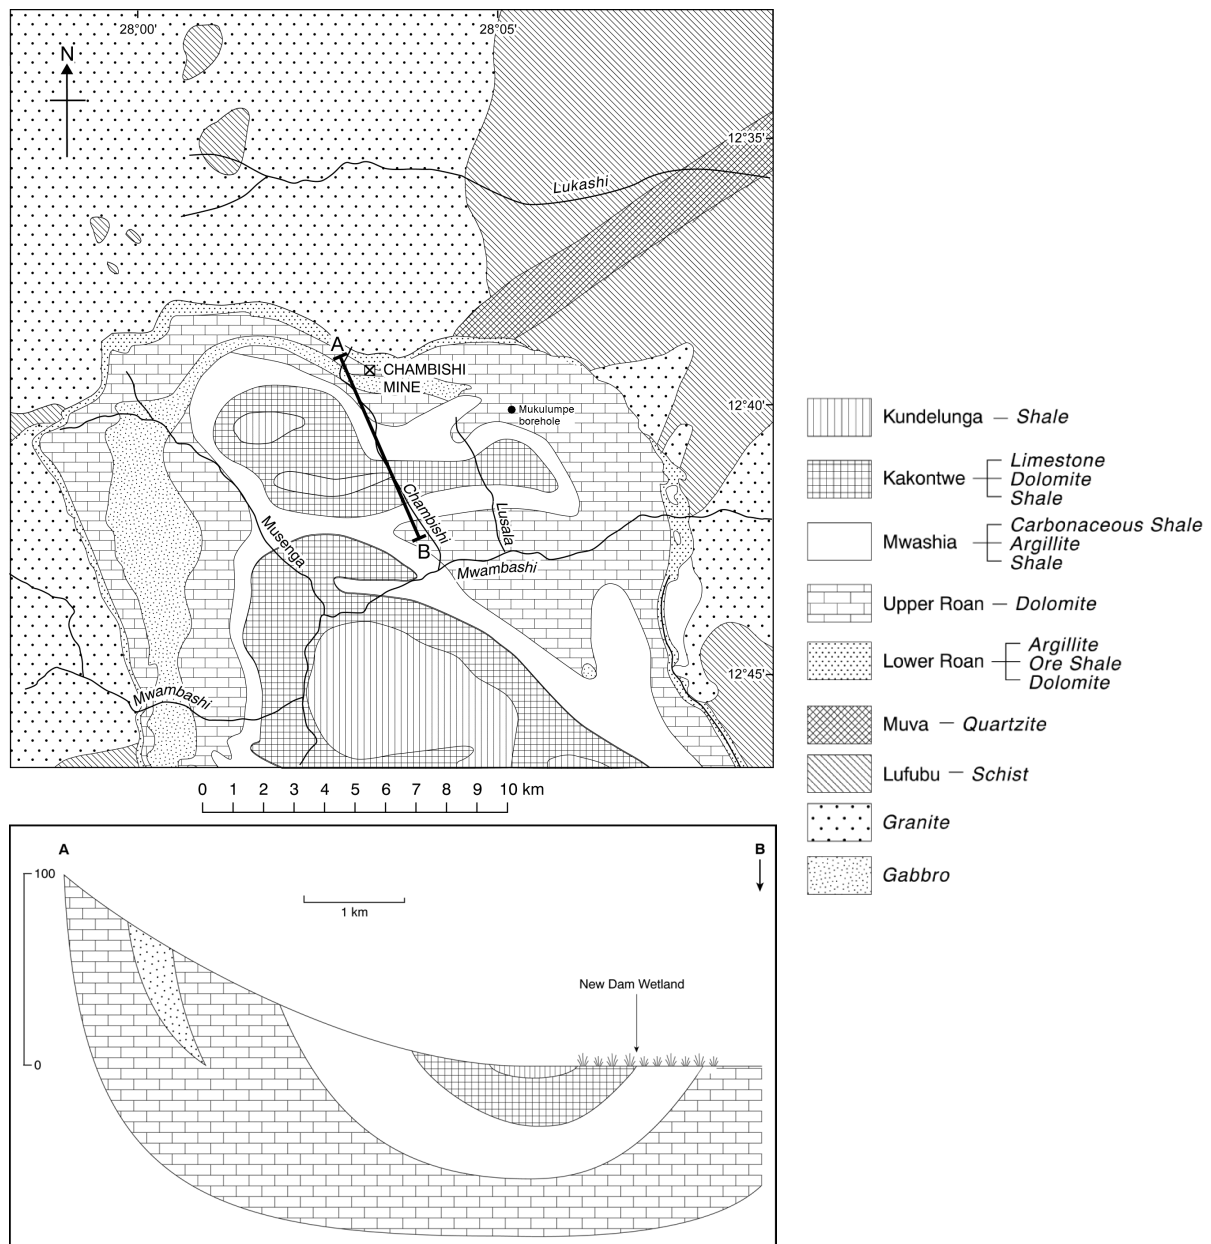 28°00'
28°05'
N
12°35'
Lukashi
A
CHAMBISHI
MINE
Mukulumpe
borehole
12°40'
Chambishi
Lusala
Musenga
B
Mwambashi
12°45'
Mwambashi
0 1 2 3 4 5 6 7 8 9 10 km
Kundelunga — Shale
Kakontwe
Limestone
Dolomite
Shale
Mwashia
Carbonaceous Shale
Argillite
Shale
Upper Roan — Dolomite
Lower Roan
Argillite
Ore Shale
Dolomite
Muva — Quartzite
Lufubu — Schist
Granite
Gabbro
A
B
100
1 km
New Dam Wetland
0